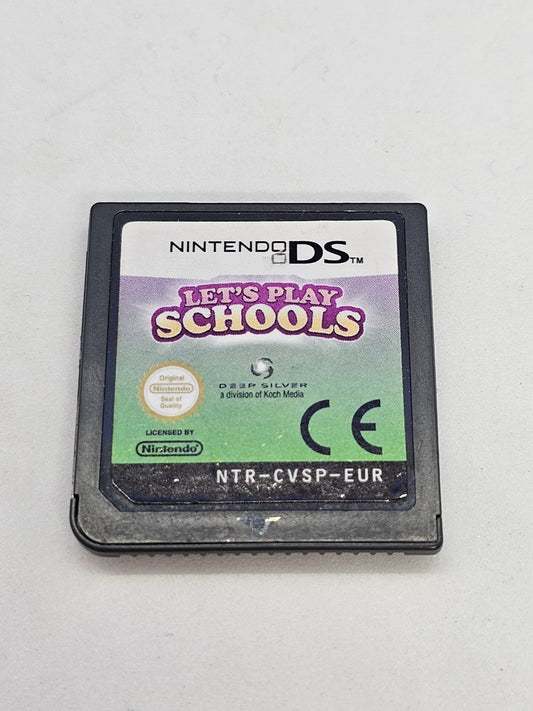 NINTENDO DS TM
LET'S PLAY
SCHOOLS
DEEP SILVER
a division of Koch Media
Original
Nintendo
Seal of
Quality
CE
LICENSED BY
Nintendo
NTR-CVSP-EUR